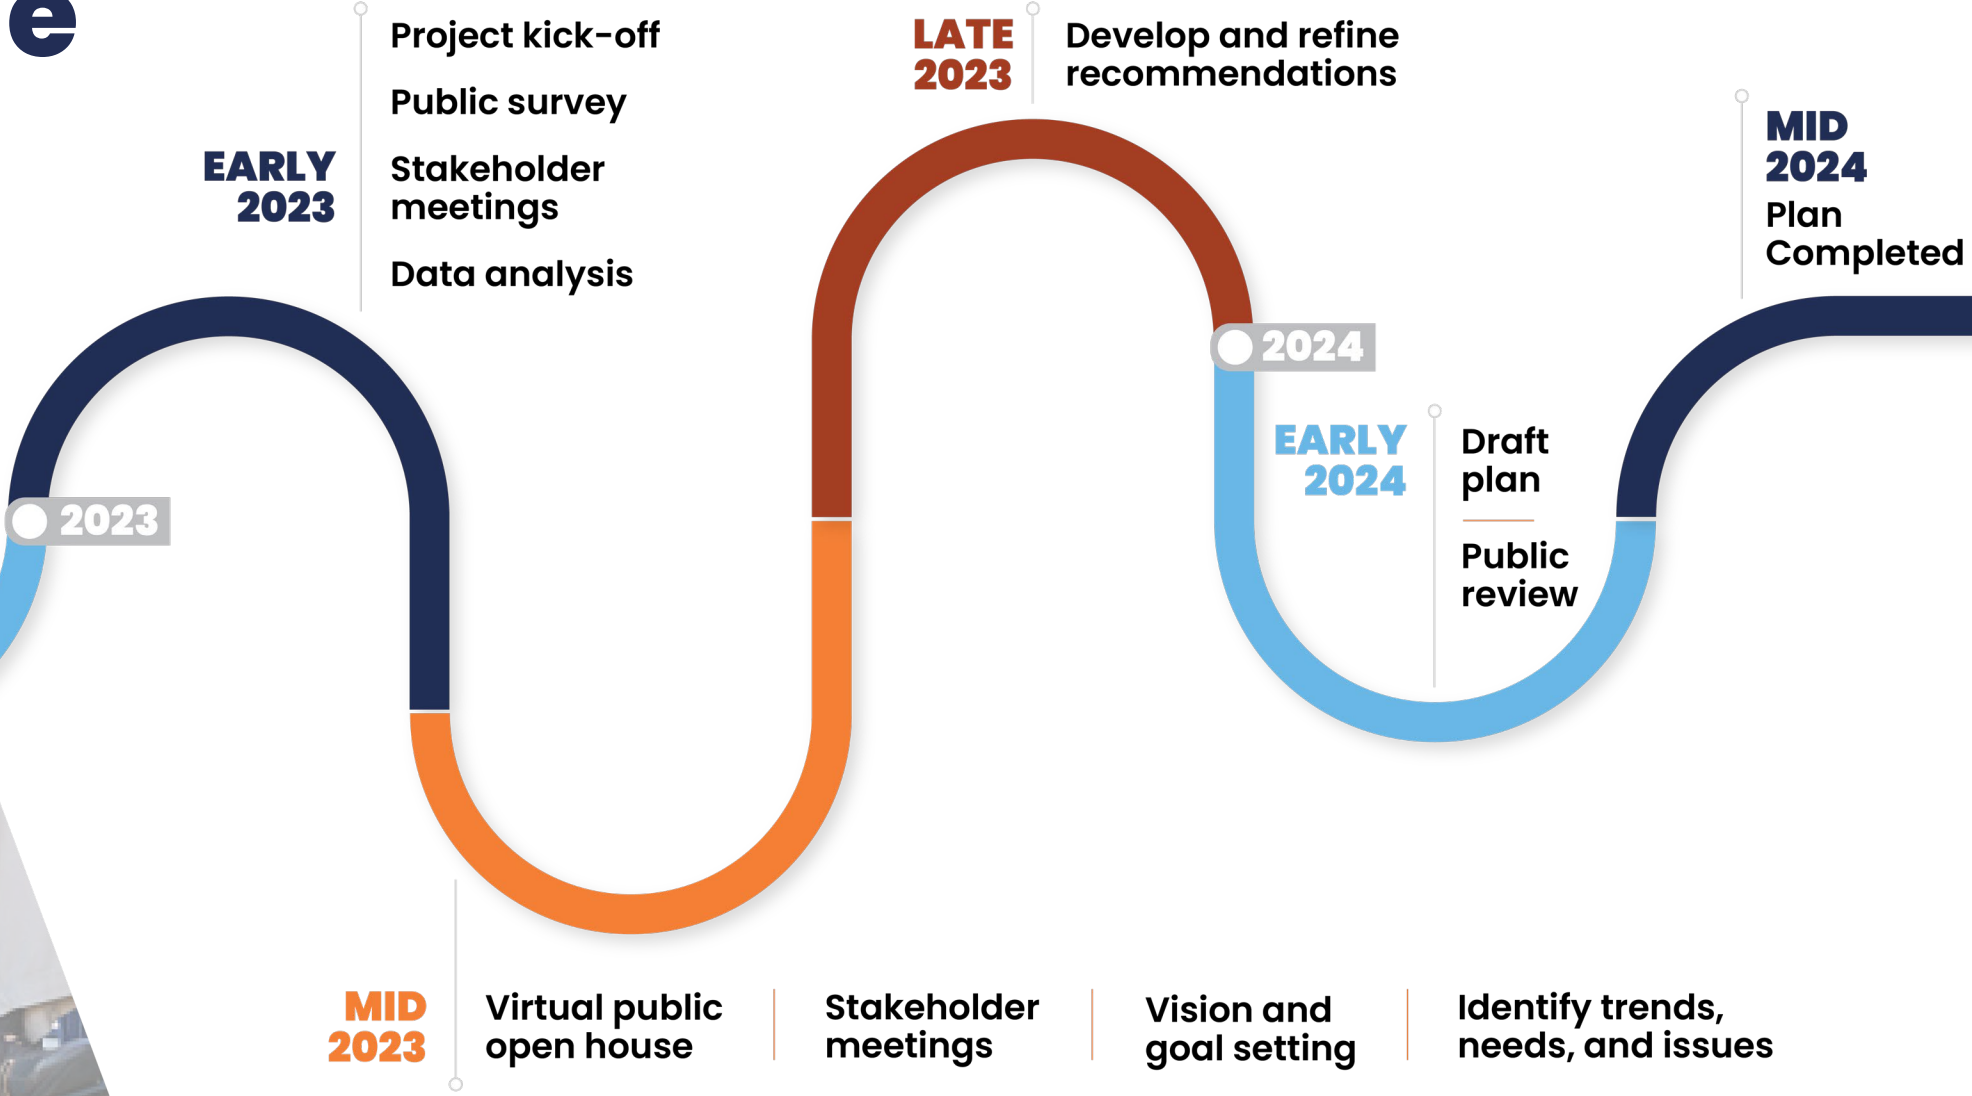 e
2023
EARLY
2023
Project kick-off
Public survey
Stakeholder
meetings
Data analysis
MID
2023
Virtual public
open house
Stakeholder
meetings
Vision and
goal setting
Identify trends,
needs, and issues
LATE
2023
Develop and refine
recommendations
2024
EARLY
2024
Draft
plan
Public
review
MID
2024
Plan
Completed